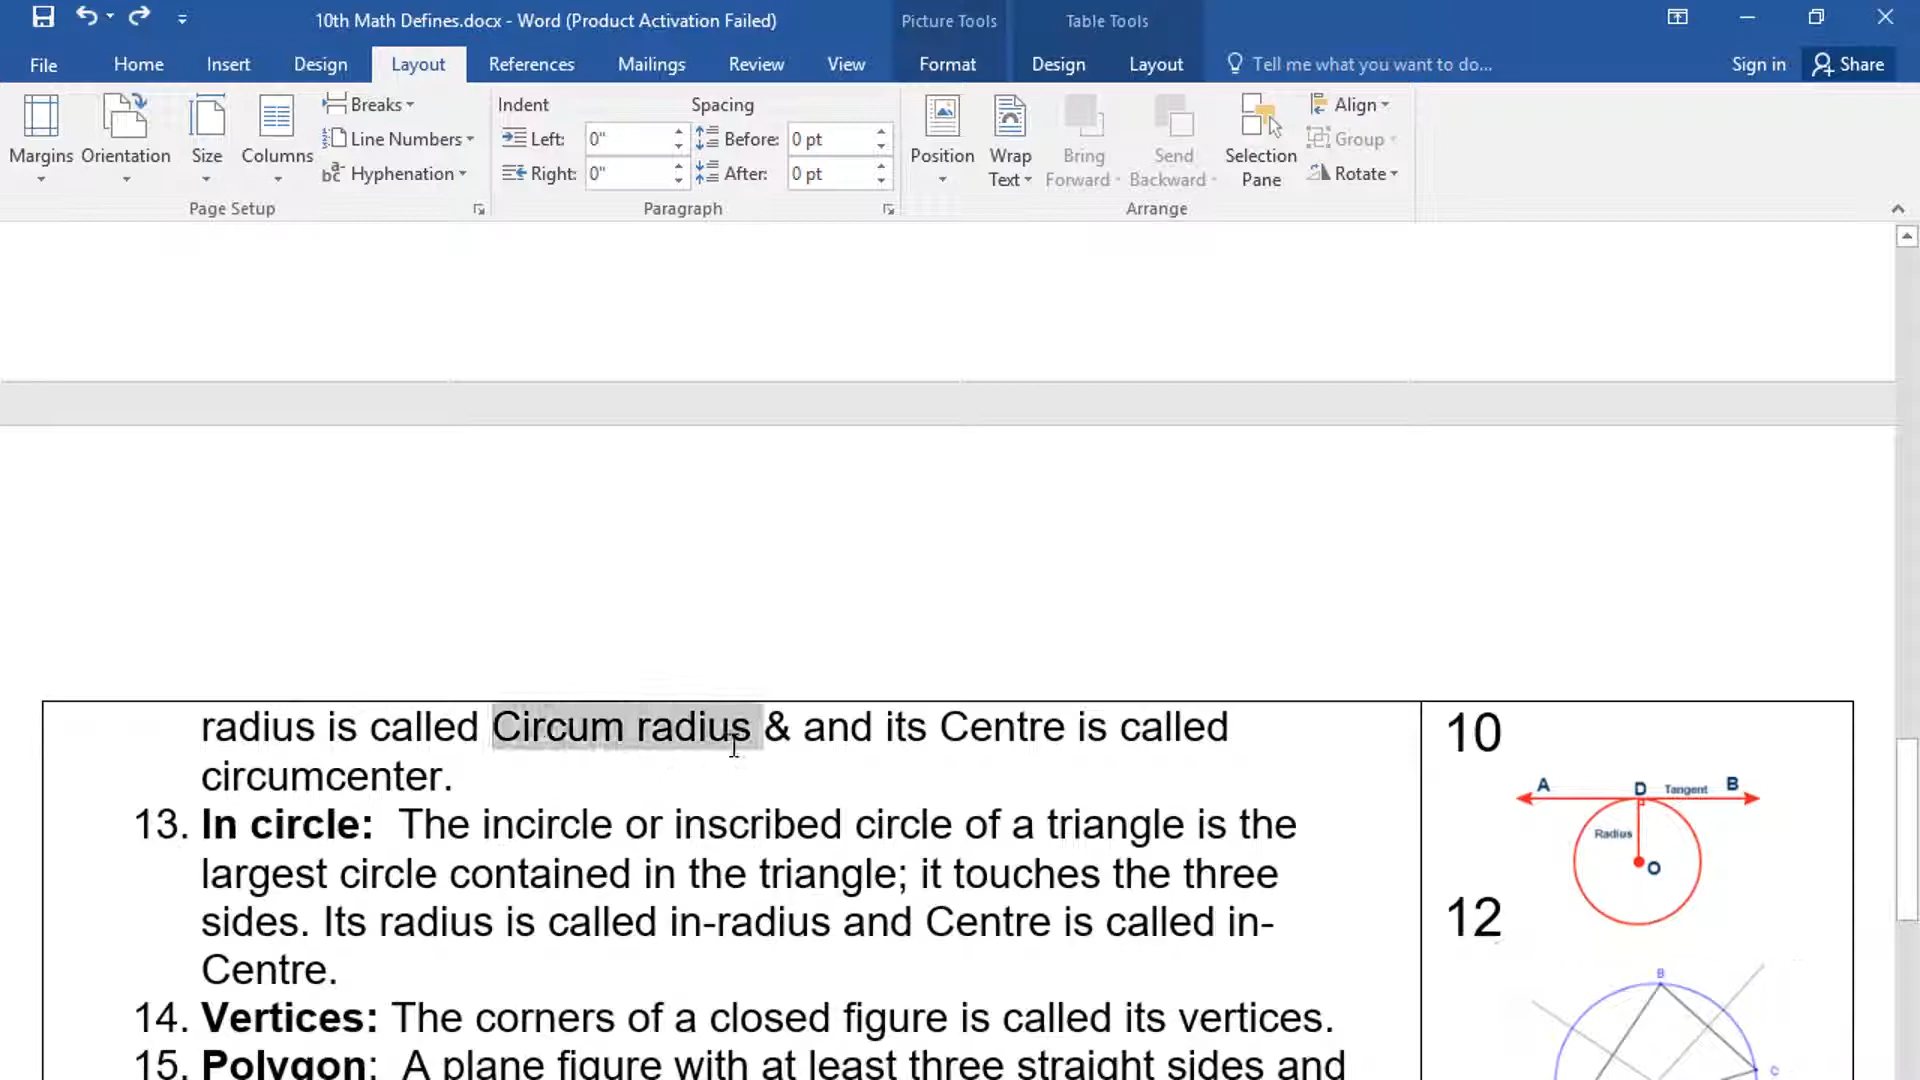 10th Math Defines.docx - Word (Product Activation Failed)
Picture Tools
Table Tools
File
Home
Insert
Design
Layout
References
Mailings
Review
View
Format
Design
Layout
Tell me what you want to do...
Sign in
Share
Margins
Orientation
Size
Columns
Breaks
Line Numbers
Hyphenation
Page Setup
Indent
Left: 0"
Right: 0"
Spacing
Before: 0 pt
After: 0 pt
Paragraph
Position
Wrap
Text
Bring
Forward
Send
Backward
Selection
Pane
Align
Group
Rotate
Arrange
radius is called Circum radius & and its Centre is called
circumcenter.
13. In circle: The incircle or inscribed circle of a triangle is the
largest circle contained in the triangle; it touches the three
sides. Its radius is called in-radius and Centre is called in-
Centre.
14. Vertices: The corners of a closed figure is called its vertices.
15. Polygon: A plane figure with at least three straight sides and
10
A
D
Tangent
B
Radius
O
12
B
C